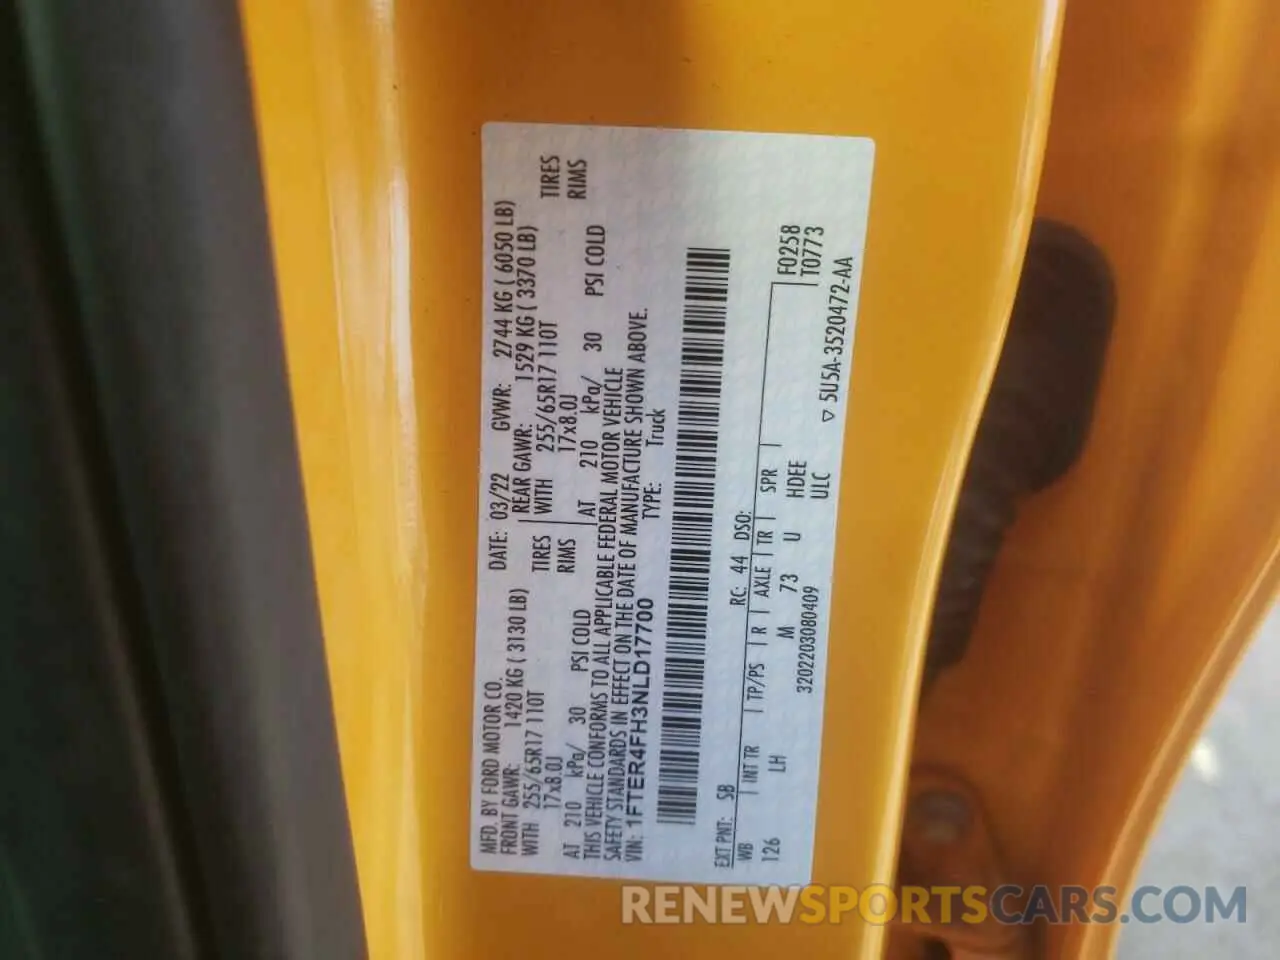 MFD. BY FORD MOTOR CO.
DATE: 03/22 GVWR: 2744 KG ( 6050 LB)
FRONT GAWR: 1420 KG ( 3130 LB)
REAR GAWR: 1529 KG ( 3370 LB)
WITH 255/65R17 110T TIRES
WITH 255/65R17 110T TIRES
17x8.0J RIMS
17x8.0J RIMS
AT 210 kPa/ 30 PSI COLD
AT 210 kPa/ 30 PSI COLD
THIS VEHICLE CONFORMS TO ALL APPLICABLE FEDERAL MOTOR VEHICLE
SAFETY STANDARDS IN EFFECT ON THE DATE OF MANUFACTURE SHOWN ABOVE.
VIN: 1FTER4FH3NLD17700
TYPE: Truck
EXT PNT: SB RC: 44 DSO:
WB INT TR TP/PS R AXLE TR SPR
126 LH M 73 U HDEE
ULC
3202203080409
F0258
T0773
▽ 5U5A-3520472-AA
RENEWSPORTSCARS.COM